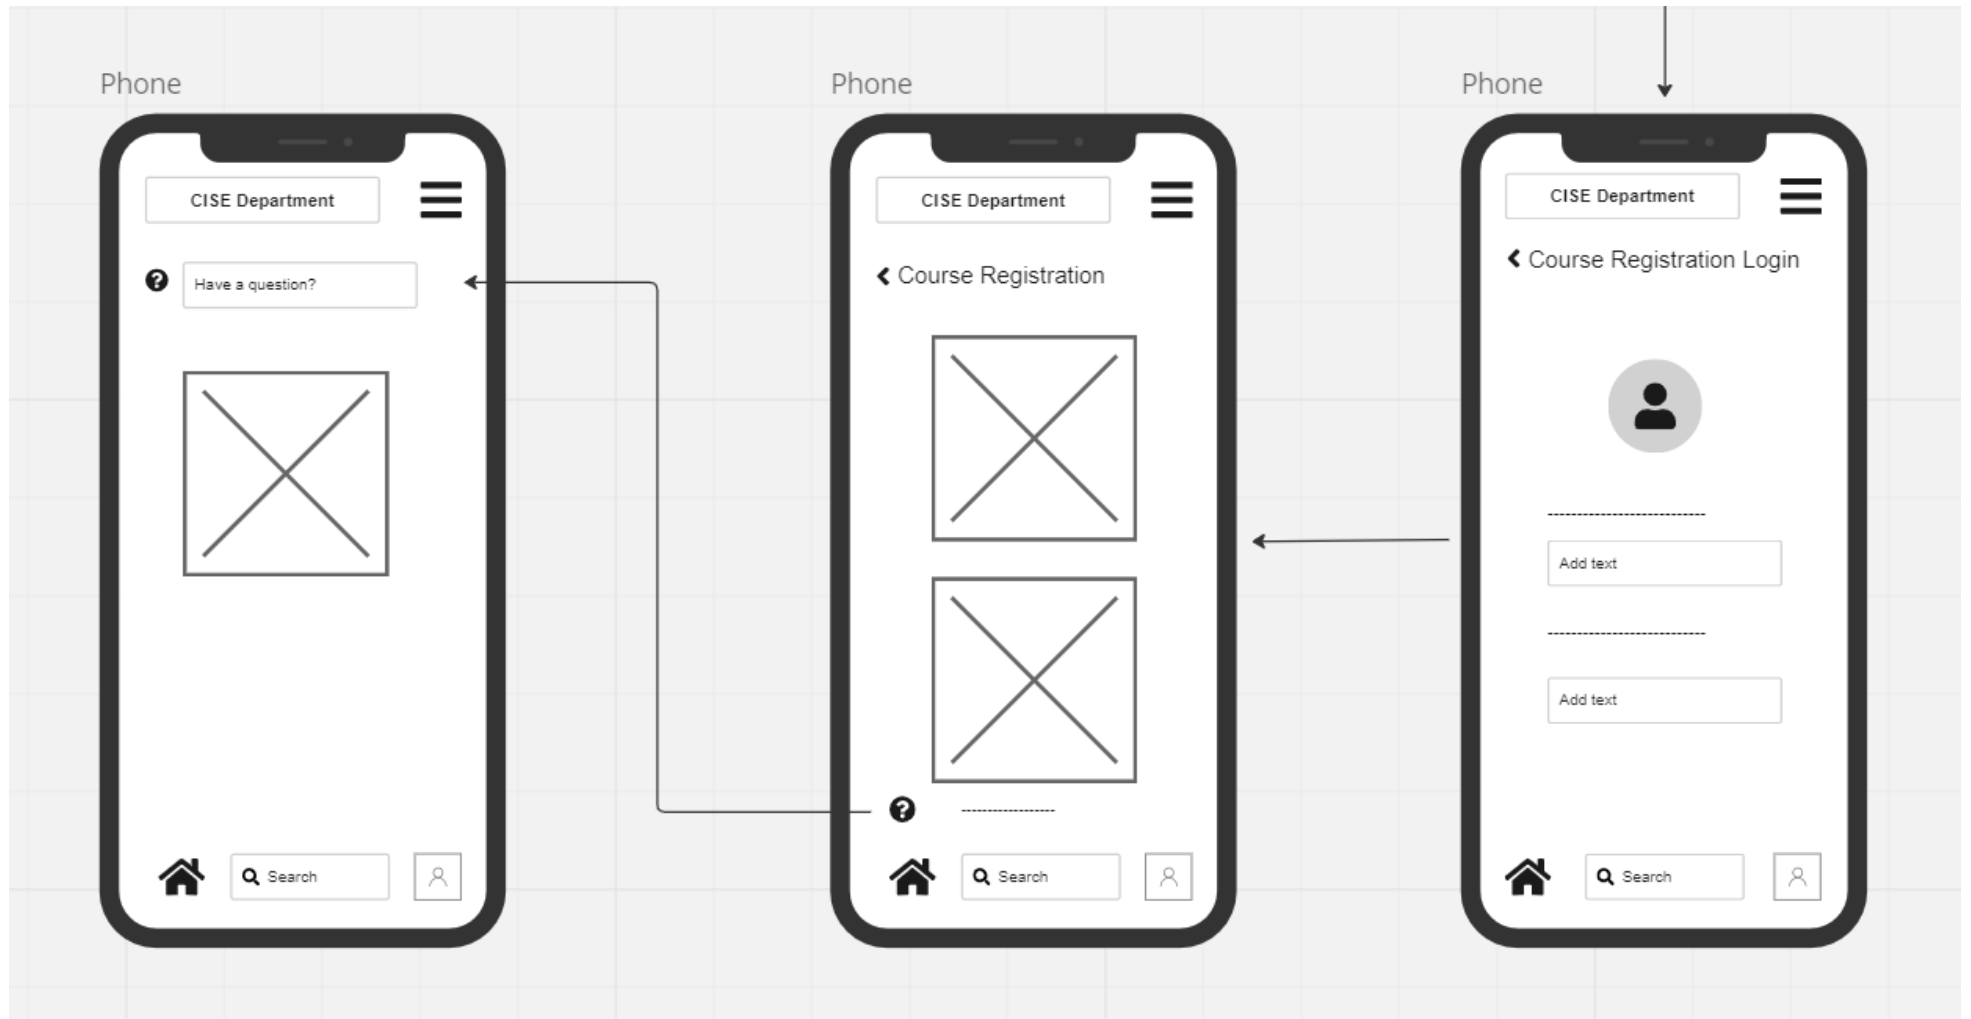 Phone
CISE Department
Have a question?
Search
Phone
CISE Department
Course Registration
------------------
Search
Phone
CISE Department
Course Registration Login
----------------------------
Add text
----------------------------
Add text
Search